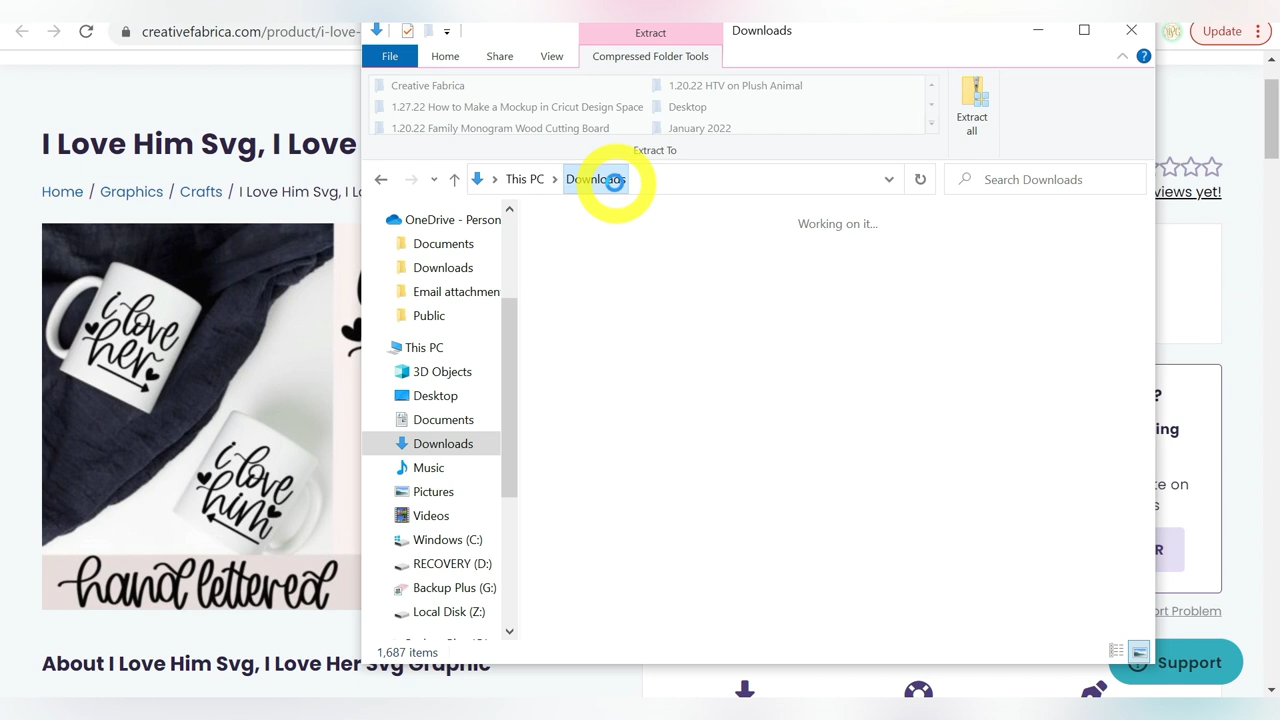 creativefabrica.com/product/i-love-
Extract
Downloads
Update
File
Home
Share
View
Compressed Folder Tools
Creative Fabrica
1.20.22 HTV on Plush Animal
1.27.22 How to Make a Mockup in Cricut Design Space
Desktop
1.20.22 Family Monogram Wood Cutting Board
January 2022
Extract
all
Extract To
This PC
Downloads
Search Downloads
Working on it...
OneDrive - Person
Documents
Downloads
Email attachmen
Public
This PC
3D Objects
Desktop
Documents
Downloads
Music
Pictures
Videos
Windows (C:)
RECOVERY (D:)
Backup Plus (G:)
Local Disk (Z:)
1,687 items
I Love Him Svg, I Love
Home / Graphics / Crafts / I Love Him Svg, I Lo
i love
her
i love
him
hand lettered
About I Love Him Svg, I Love Her Svg Graphic
views yet!
?
ing
te on
s
R
ort Problem
Support